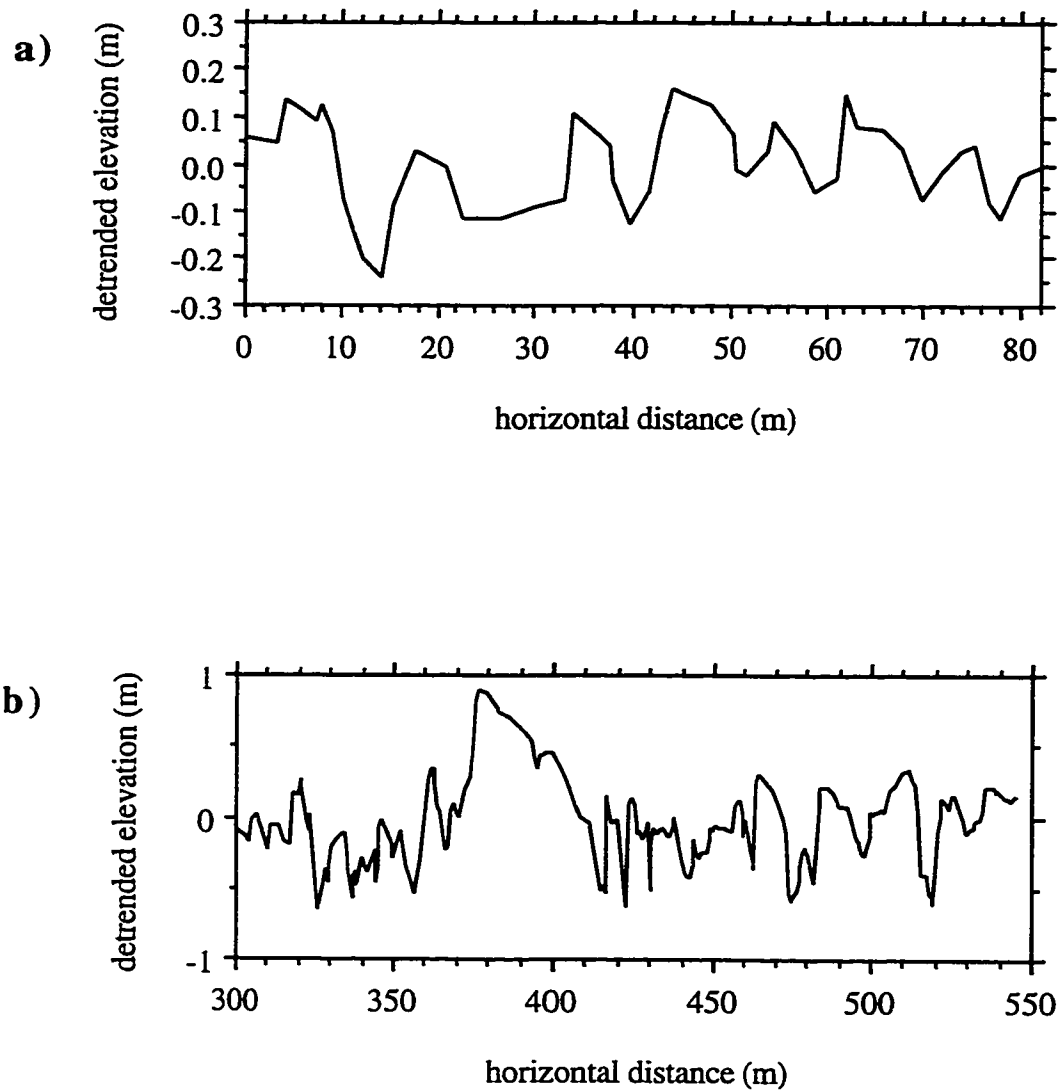 a)
detrended elevation (m)
0.3
0.2
0.1
0.0
-0.1
-0.2
-0.3
0 10 20 30 40 50 60 70 80
horizontal distance (m)
b)
detrended elevation (m)
1
0
-1
300 350 400 450 500 550
horizontal distance (m)